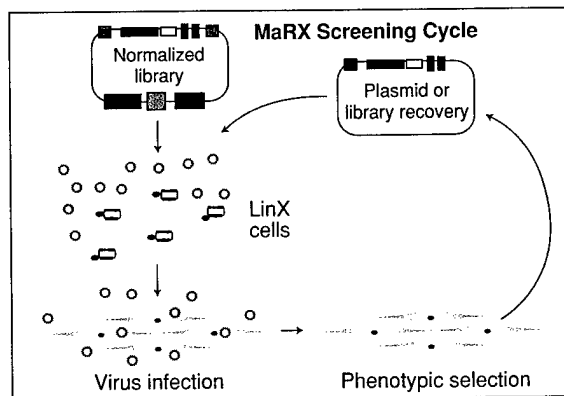 MaRX Screening Cycle
Normalized
library
Plasmid or
library recovery
LinX
cells
Virus infection
Phenotypic selection